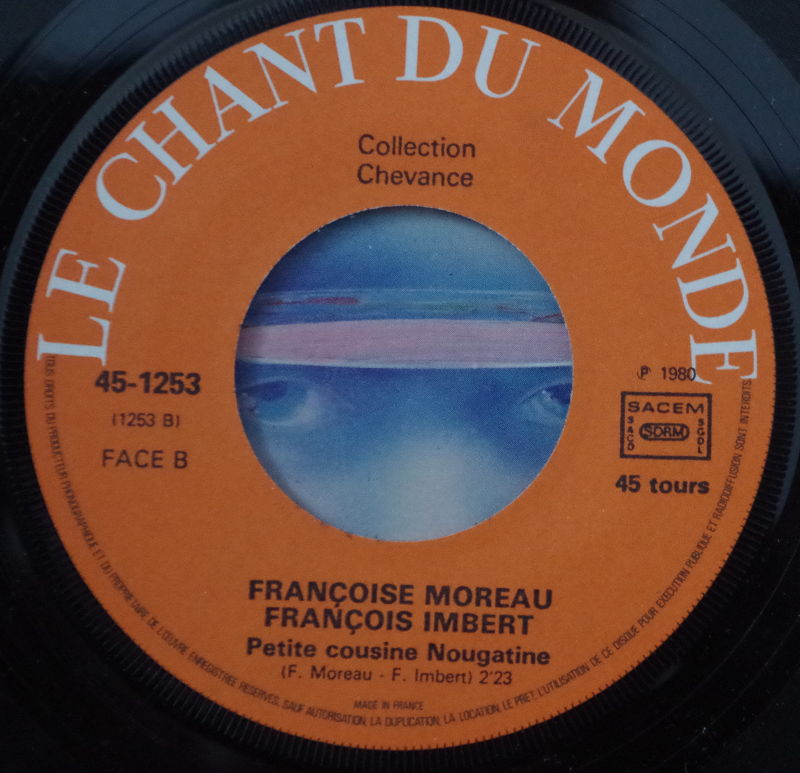 LE CHANT DU MONDE
Collection
Chevance
45-1253
(1253 B)
FACE B
℗ 1980
SACEM
SACD
SDRM
SGDL
45 tours
FRANÇOISE MOREAU
FRANÇOIS IMBERT
Petite cousine Nougatine
(F. Moreau - F. Imbert) 2'23
MADE IN FRANCE
TOUS DROITS DU PRODUCTEUR PHONOGRAPHIQUE ET DU PROPRIETAIRE DE L'ŒUVRE ENREGISTREE RESERVES. SAUF AUTORISATION, LA DUPLICATION, LA LOCATION, LE PRET, L'UTILISATION DE CE DISQUE POUR EXECUTION PUBLIQUE ET RADIODIFFUSION SONT INTERDITS